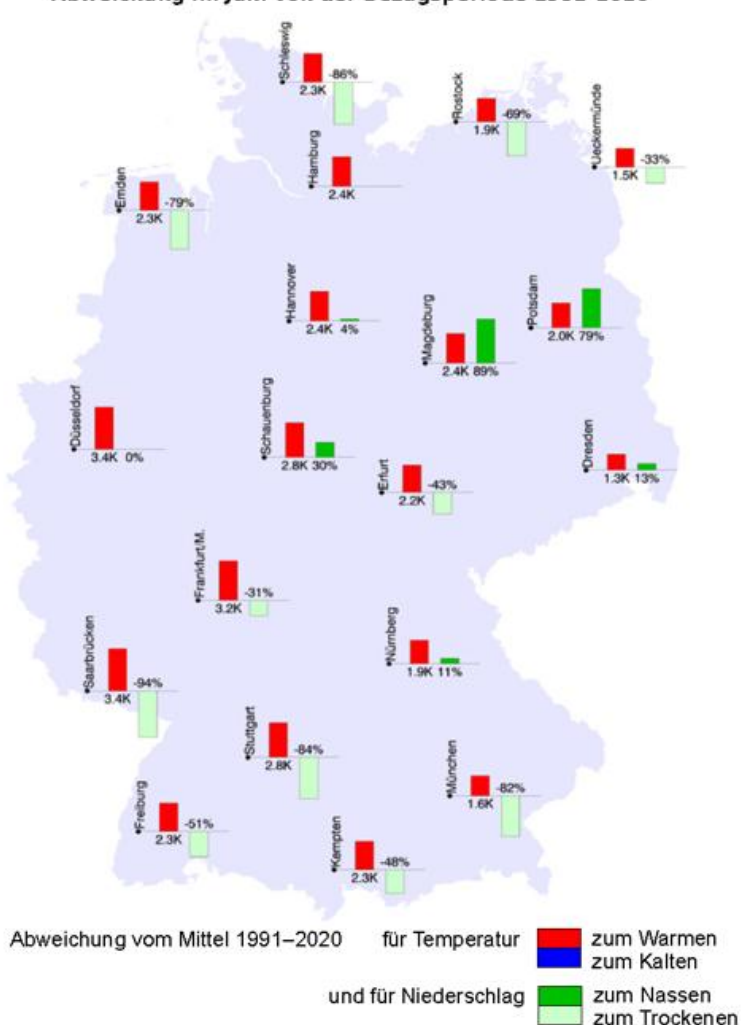 Abweichung im von der Bezugsperiode 1991–2020
Schleswig
-86%
2.3K
Rostock
-69%
1.9K
Ueckermünde
-33%
1.5K
Hamburg
2.4K
Emden
-79%
2.3K
Hannover
2.4K 4%
Magdeburg
2.4K 89%
Potsdam
2.0K 79%
Düsseldorf
3.4K 0%
Schauenburg
2.8K 30%
Erfurt
-43%
2.2K
Dresden
1.3K 13%
Frankfurt/M.
-31%
3.2K
Nürnberg
1.9K 11%
Saarbrücken
-94%
3.4K
Stuttgart
-84%
2.8K
München
-82%
1.6K
Freiburg
-51%
2.3K
Kempten
-48%
2.3K
Abweichung vom Mittel 1991–2020 für Temperatur zum Warmen
zum Kalten
und für Niederschlag zum Nassen
zum Trockenen